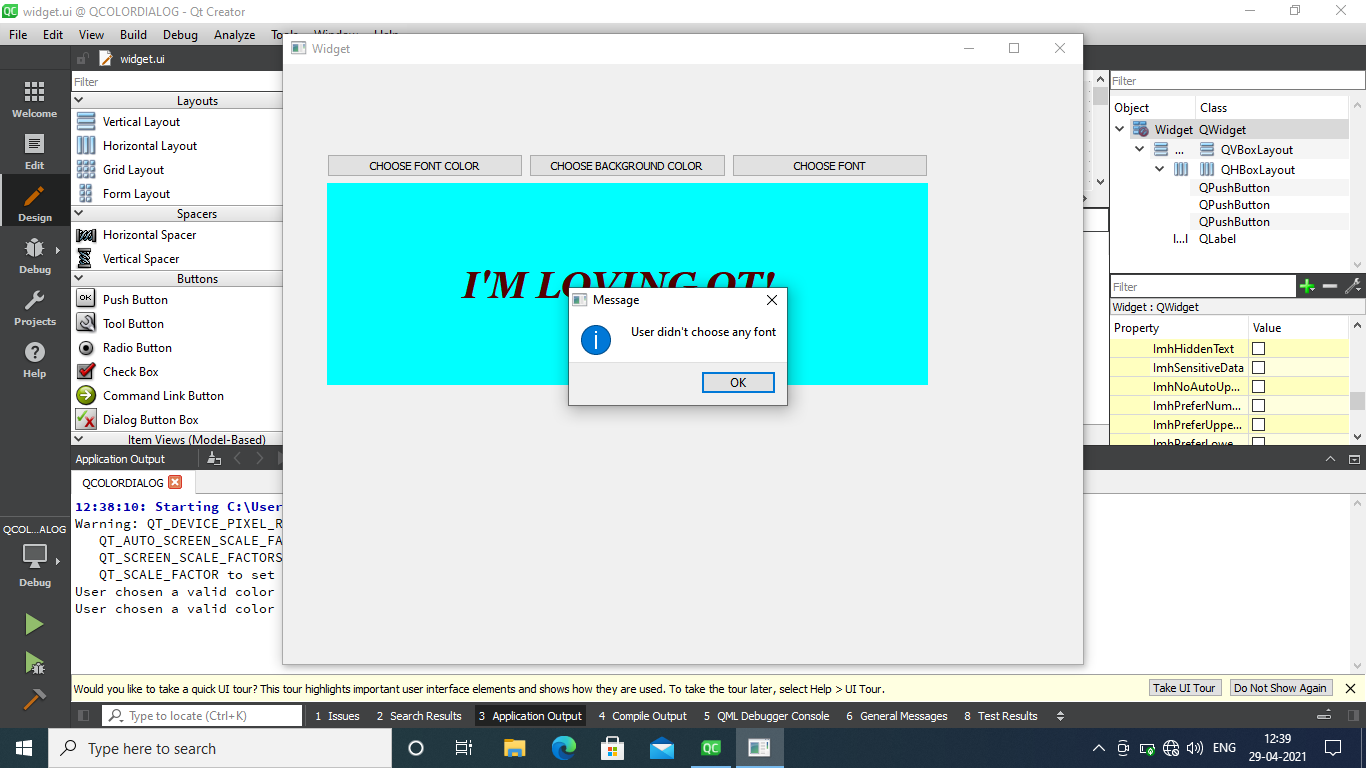 widget.ui @ QCOLORDIALOG - Qt Creator
File Edit View Build Debug Analyze
widget.ui
Widget
Filter
Layouts
Vertical Layout
Horizontal Layout
Grid Layout
Form Layout
Spacers
Horizontal Spacer
Vertical Spacer
Buttons
Push Button
Tool Button
Radio Button
Check Box
Command Link Button
Dialog Button Box
Item Views (Model-Based)
Welcome
Edit
Design
Debug
Projects
Help
QCOL...ALOG
Debug
CHOOSE FONT COLOR CHOOSE BACKGROUND COLOR CHOOSE FONT
I'M LOVING QT!
Message
User didn't choose any font
OK
Filter
Object Class
Widget QWidget
... QVBoxLayout
QHBoxLayout
QPushButton
QPushButton
QPushButton
l...l QLabel
Filter
Widget : QWidget
Property Value
ImhHiddenText
ImhSensitiveData
ImhNoAutoUp...
ImhPreferNum...
ImhPreferUppe...
ImhPreferLowe
Application Output
QCOLORDIALOG
12:38:10: Starting C:\User
Warning: QT_DEVICE_PIXEL_R
QT_AUTO_SCREEN_SCALE_FA
QT_SCREEN_SCALE_FACTORS
QT_SCALE_FACTOR to set
User chosen a valid color
User chosen a valid color
Would you like to take a quick UI tour? This tour highlights important user interface elements and shows how they are used. To take the tour later, select Help > UI Tour. Take UI Tour Do Not Show Again
Type to locate (Ctrl+K) 1 Issues 2 Search Results 3 Application Output 4 Compile Output 5 QML Debugger Console 6 General Messages 8 Test Results
Type here to search
ENG
12:39
29-04-2021